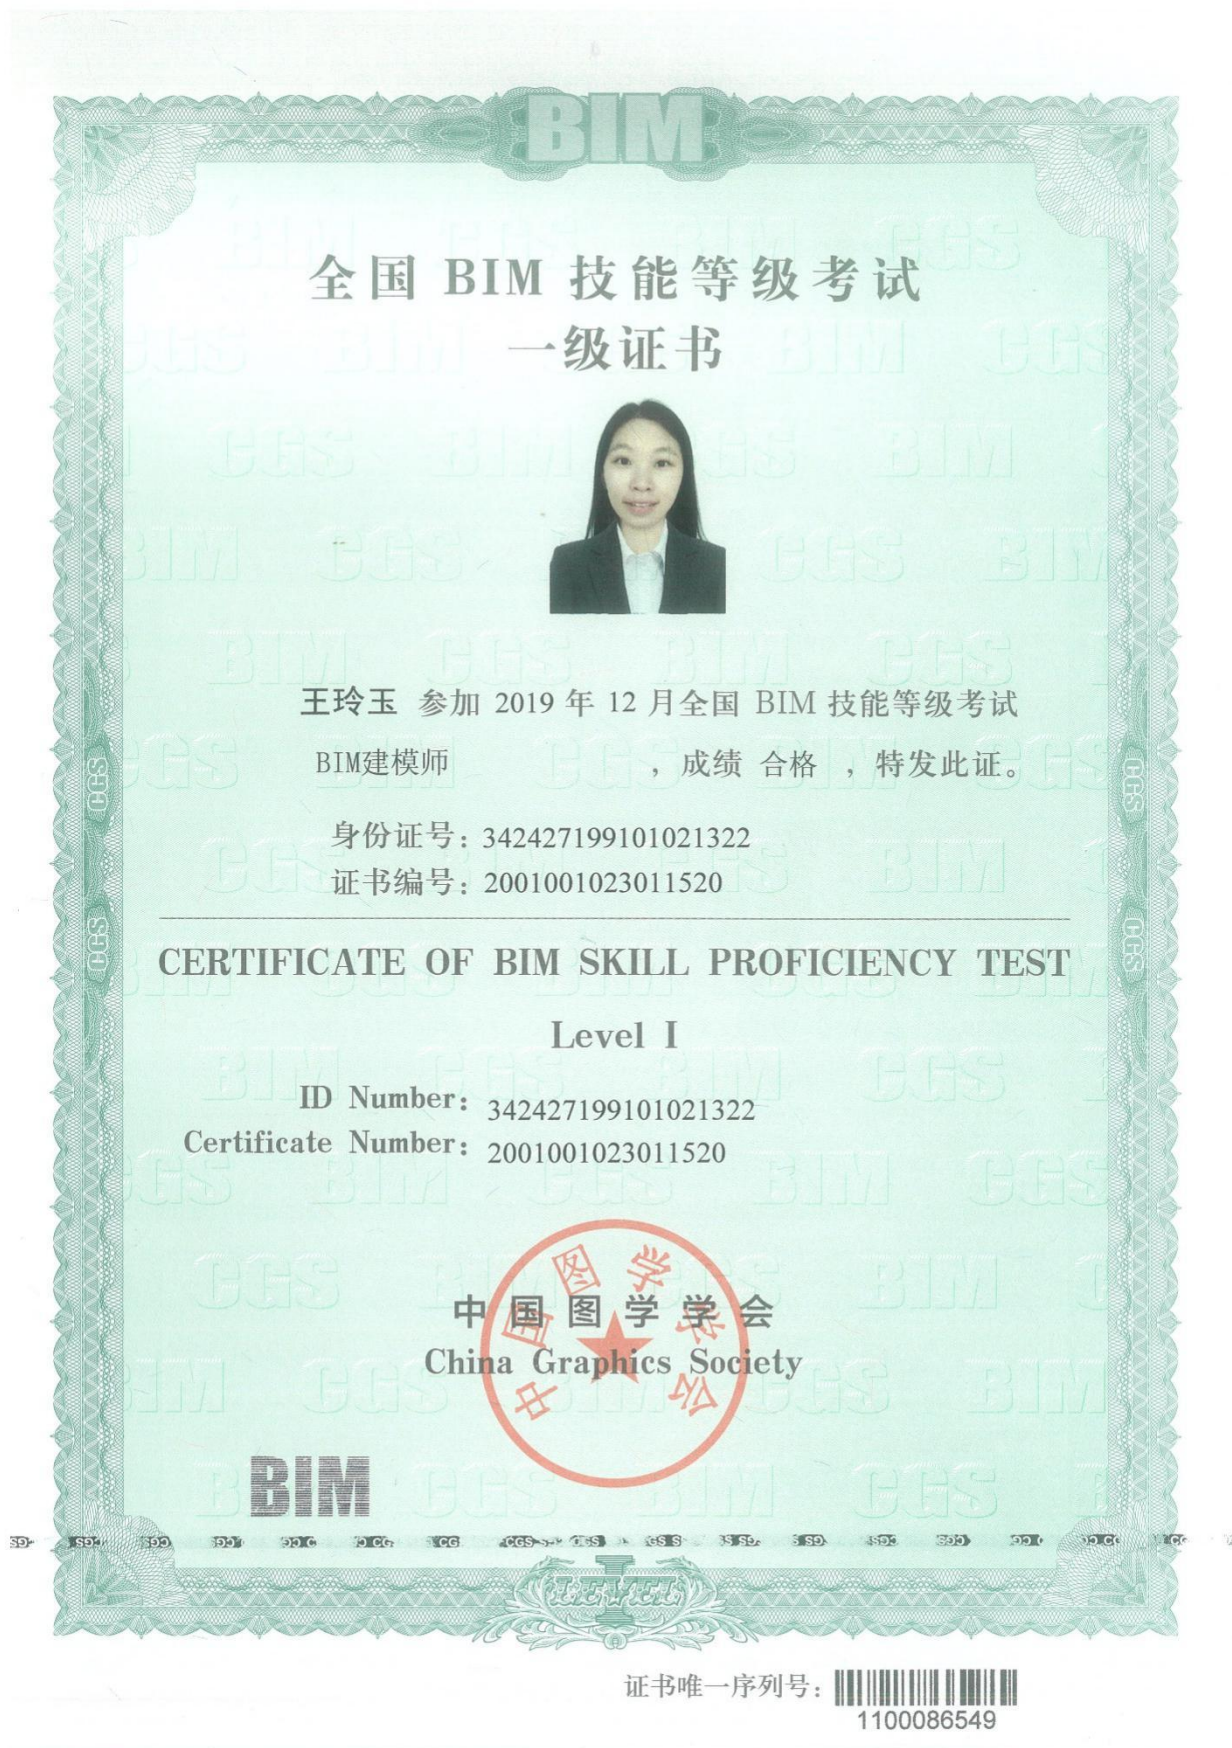 BIM
全国 BIM 技能等级考试
一级证书
王玲玉 参加 2019 年 12 月全国 BIM 技能等级考试
BIM建模师 ，成绩 合格 ，特发此证。
身份证号：342427199101021322
证书编号：2001001023011520
CERTIFICATE OF BIM SKILL PROFICIENCY TEST
Level I
ID Number：342427199101021322
Certificate Number：2001001023011520
中国图学学会
中国图学学会
China Graphics Society
BIM
LEVEL I
CGS
CGS
CGS
CGS
证书唯一序列号：
1100086549